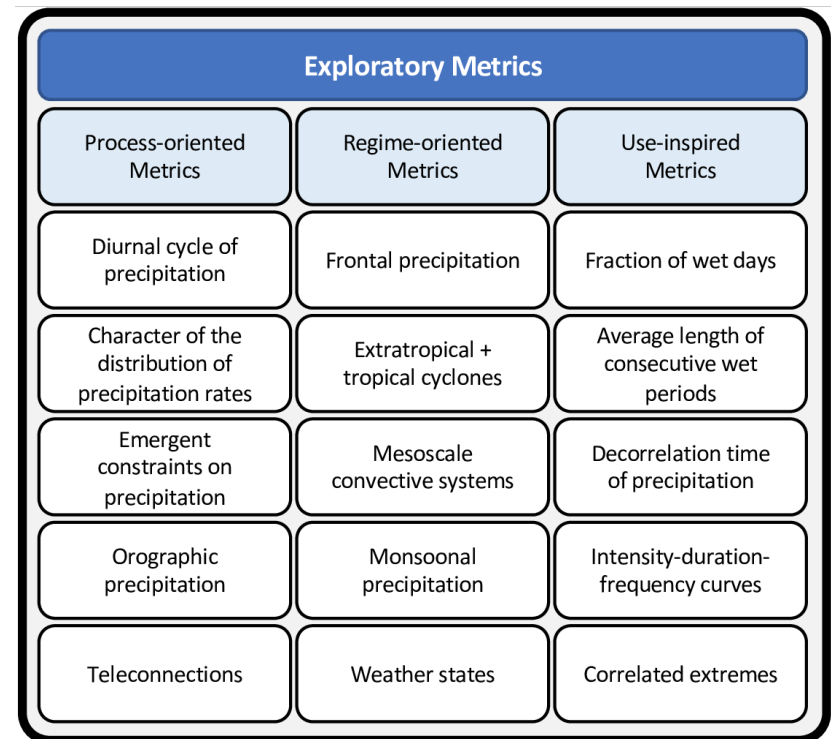 Exploratory Metrics
Process-oriented
Metrics
Regime-oriented
Metrics
Use-inspired
Metrics
Diurnal cycle of
precipitation
Frontal precipitation
Fraction of wet days
Character of the
distribution of
precipitation rates
Extratropical +
tropical cyclones
Average length of
consecutive wet
periods
Emergent
constraints on
precipitation
Mesoscale
convective systems
Decorrelation time
of precipitation
Orographic
precipitation
Monsoonal
precipitation
Intensity-duration-
frequency curves
Teleconnections
Weather states
Correlated extremes